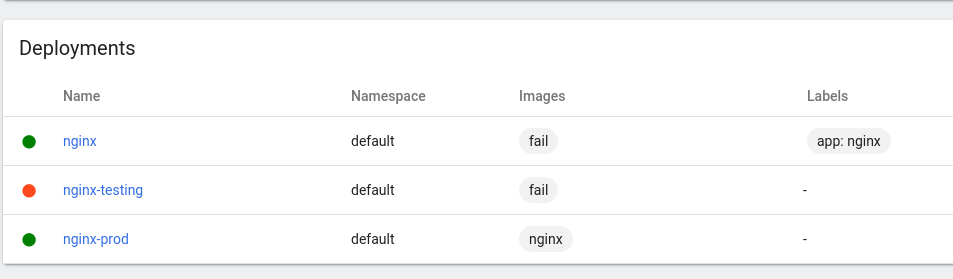 Deployments
Name Namespace Images Labels
nginx default fail app: nginx
nginx-testing default fail -
nginx-prod default nginx -